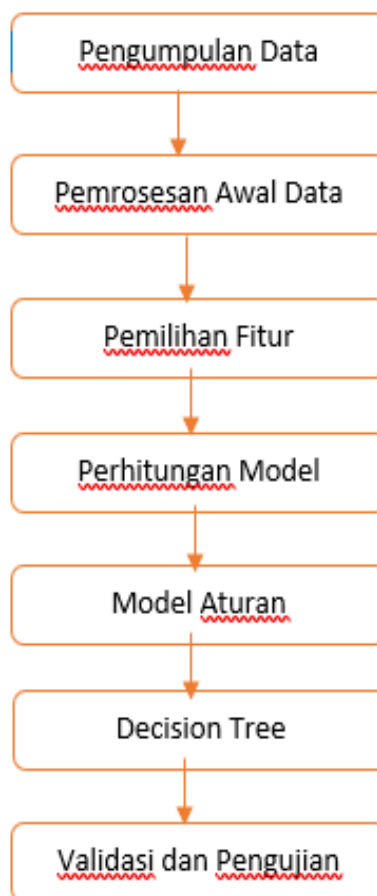 Pengumpulan Data
Pemrosesan Awal Data
Pemilihan Fitur
Perhitungan Model
Model Aturan
Decision Tree
Validasi dan Pengujian